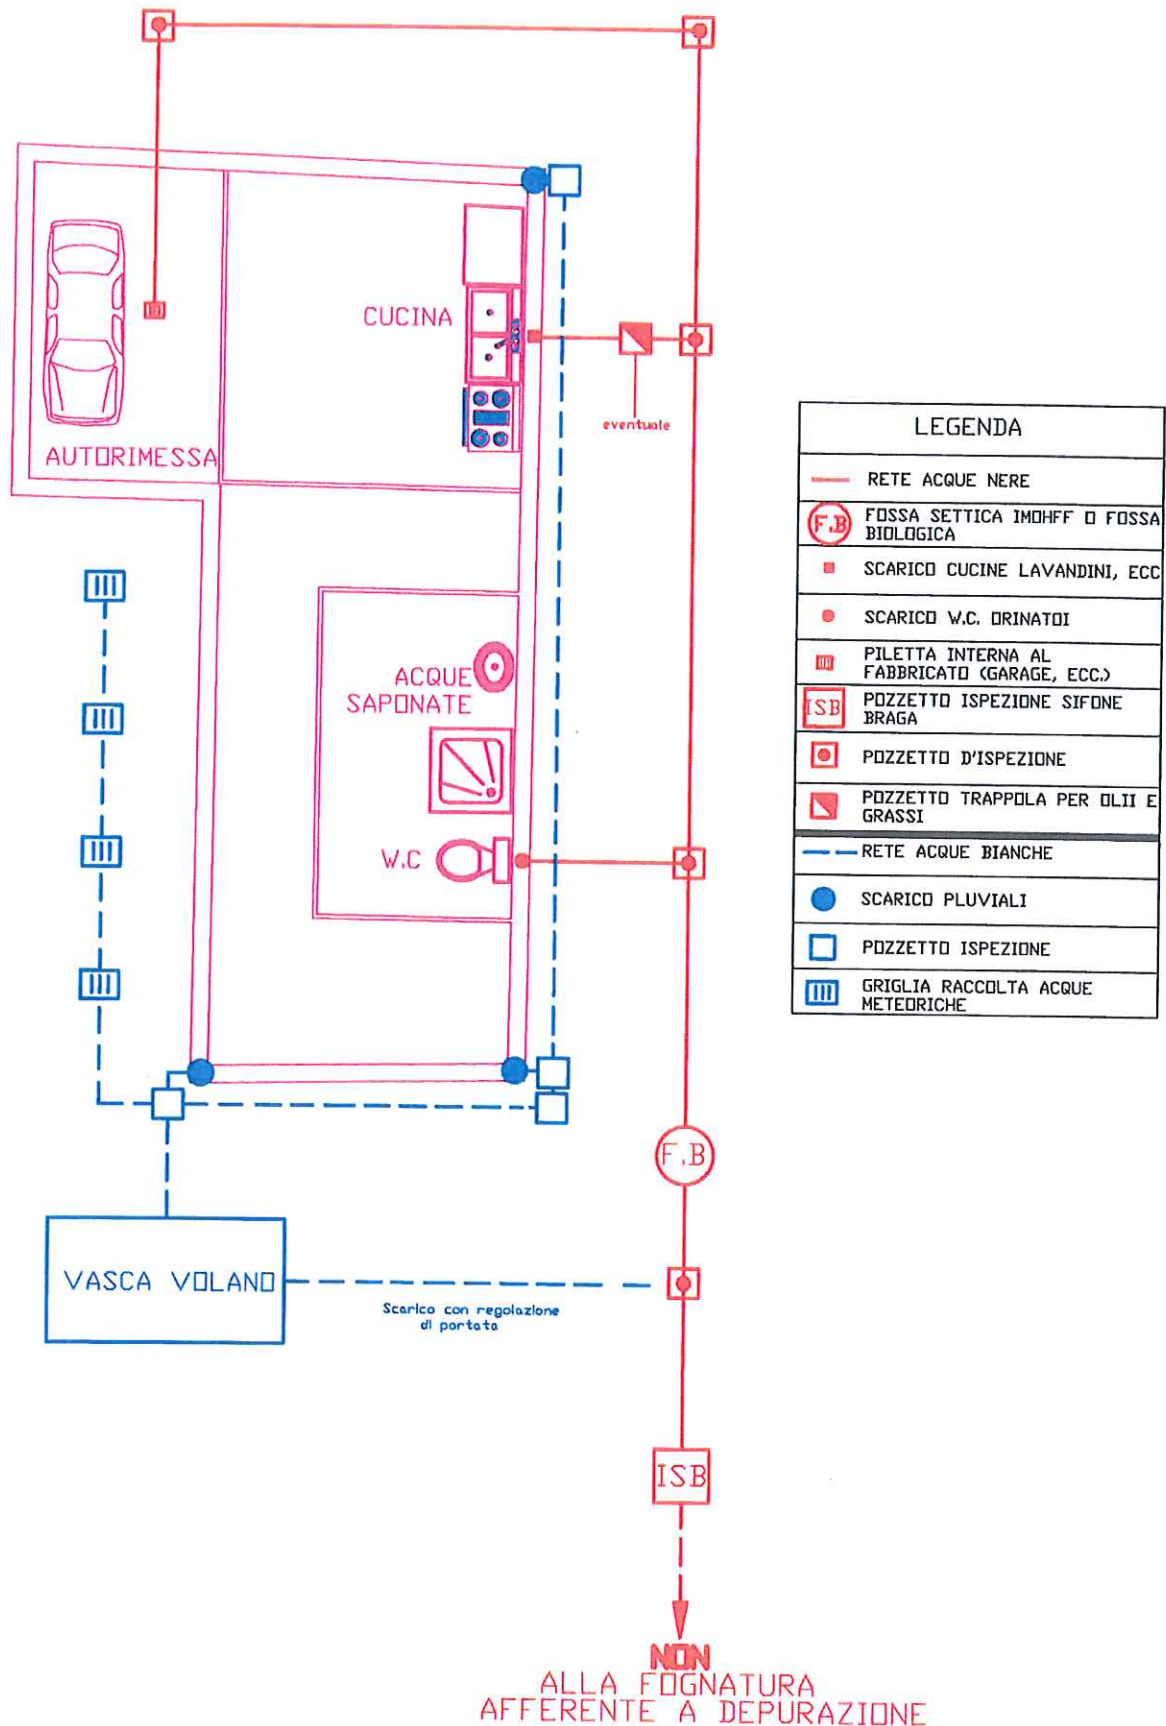 CUCINA
eventuale
AUTORIMESSA
ACQUE
SAPONATE
W.C
F.B
VASCA VOLANO
Scarico con regolazione
di portata
ISB
NON
ALLA FOGNATURA
AFFERENTE A DEPURAZIONE
LEGENDA
RETE ACQUE NERE
F.B
FOSSA SETTICA IMOHFF O FOSSA
BIOLOGICA
SCARICO CUCINE LAVANDINI, ECC
SCARICO W.C. ORINATOI
PILETTA INTERNA AL
FABBRICATO (GARAGE, ECC.)
ISB
POZZETTO ISPEZIONE SIFONE
BRAGA
POZZETTO D'ISPEZIONE
POZZETTO TRAPPOLA PER OLII E
GRASSI
RETE ACQUE BIANCHE
SCARICO PLUVIALI
POZZETTO ISPEZIONE
GRIGLIA RACCOLTA ACQUE
METEORICHE